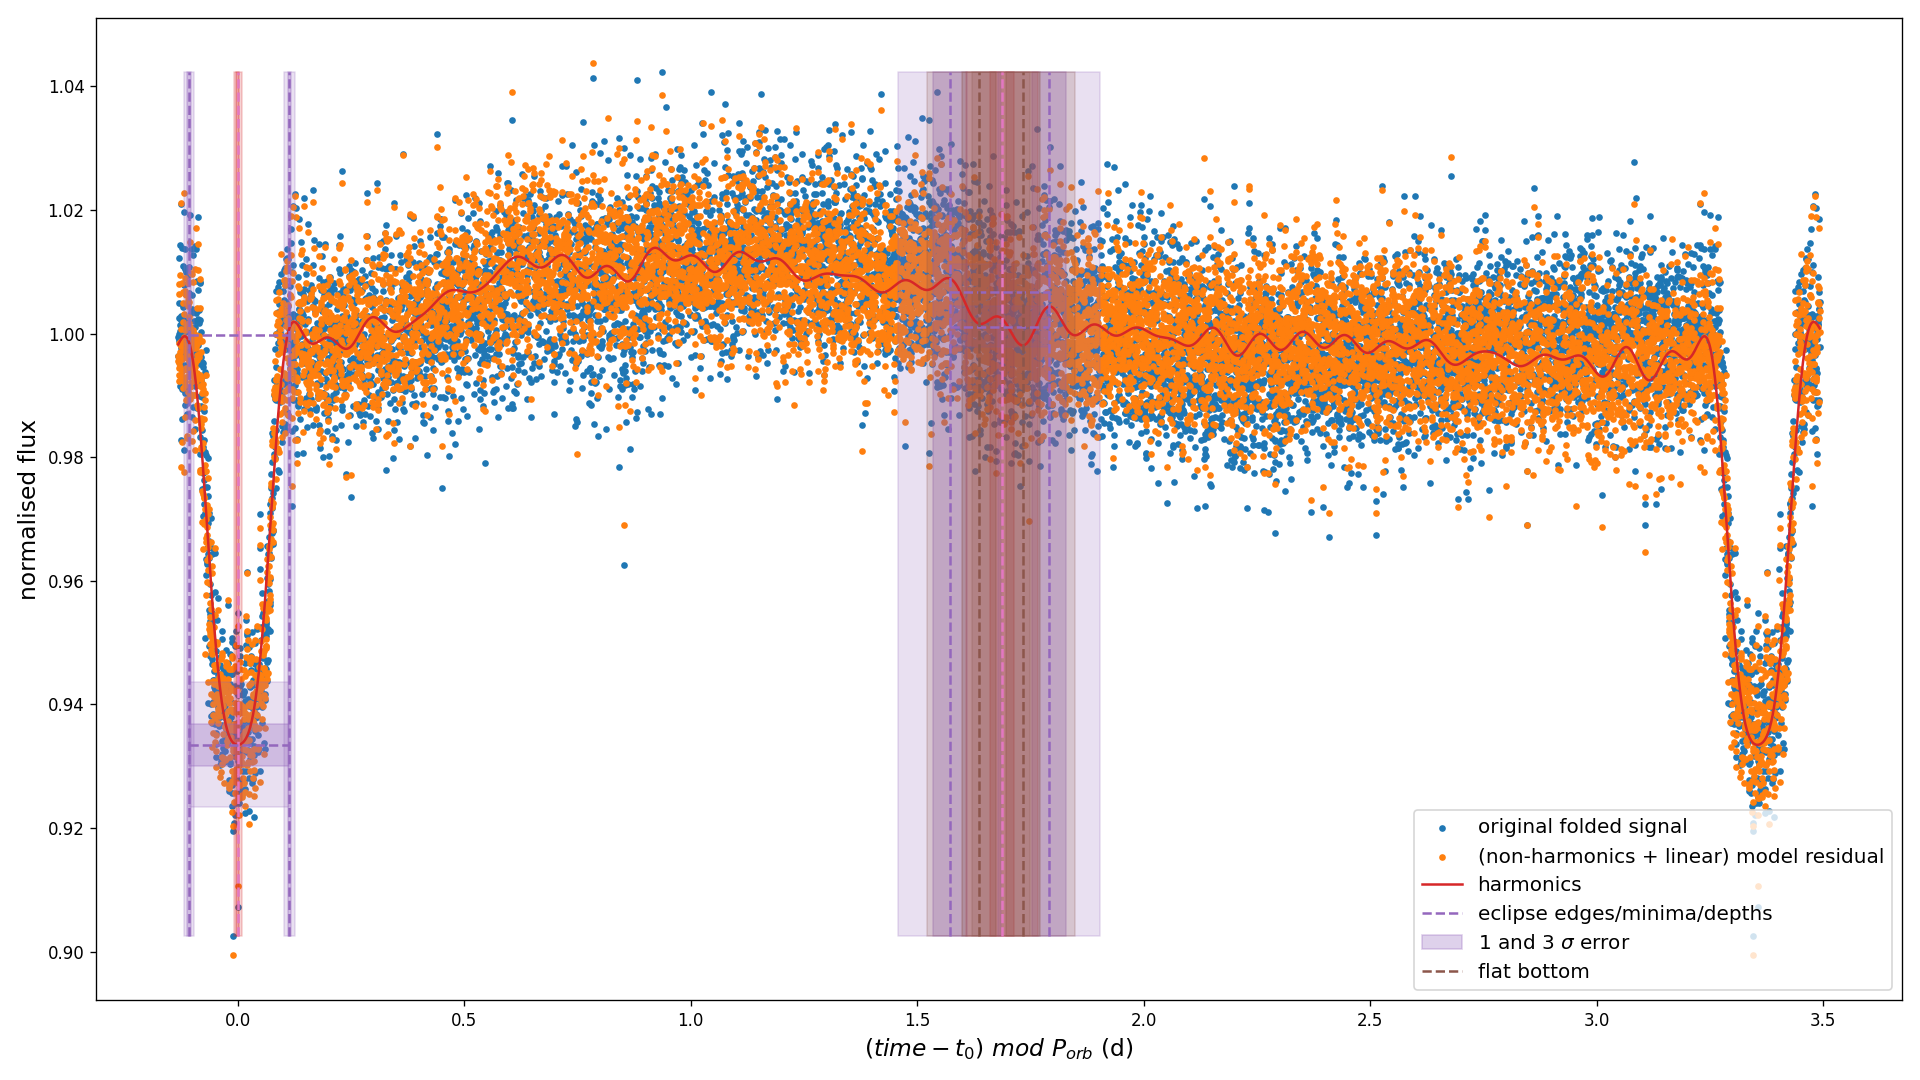 normalised flux
1.04
1.02
1.00
0.98
0.96
0.94
0.92
0.90
original folded signal
(non-harmonics + linear) model residual
harmonics
eclipse edges/minima/depths
1 and 3 σ error
flat bottom
0.0 0.5 1.0 1.5 2.0 2.5 3.0 3.5
(time − t₀) mod Pₒᵣb (d)